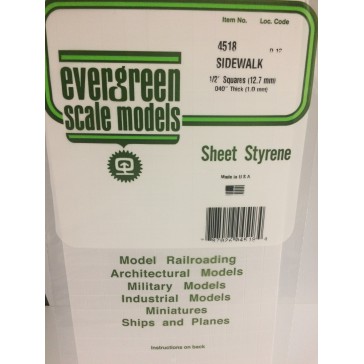 Item No. Loc. Code
4518
SIDEWALK
1/2" Squares (12.7 mm)
.040" Thick (1.0 mm)
evergreen
scale models
Sheet Styrene
Made in U S A
Model Railroading
Architectural Models
Military Models
Industrial Models
Miniatures
Ships and Planes
Instructions on back